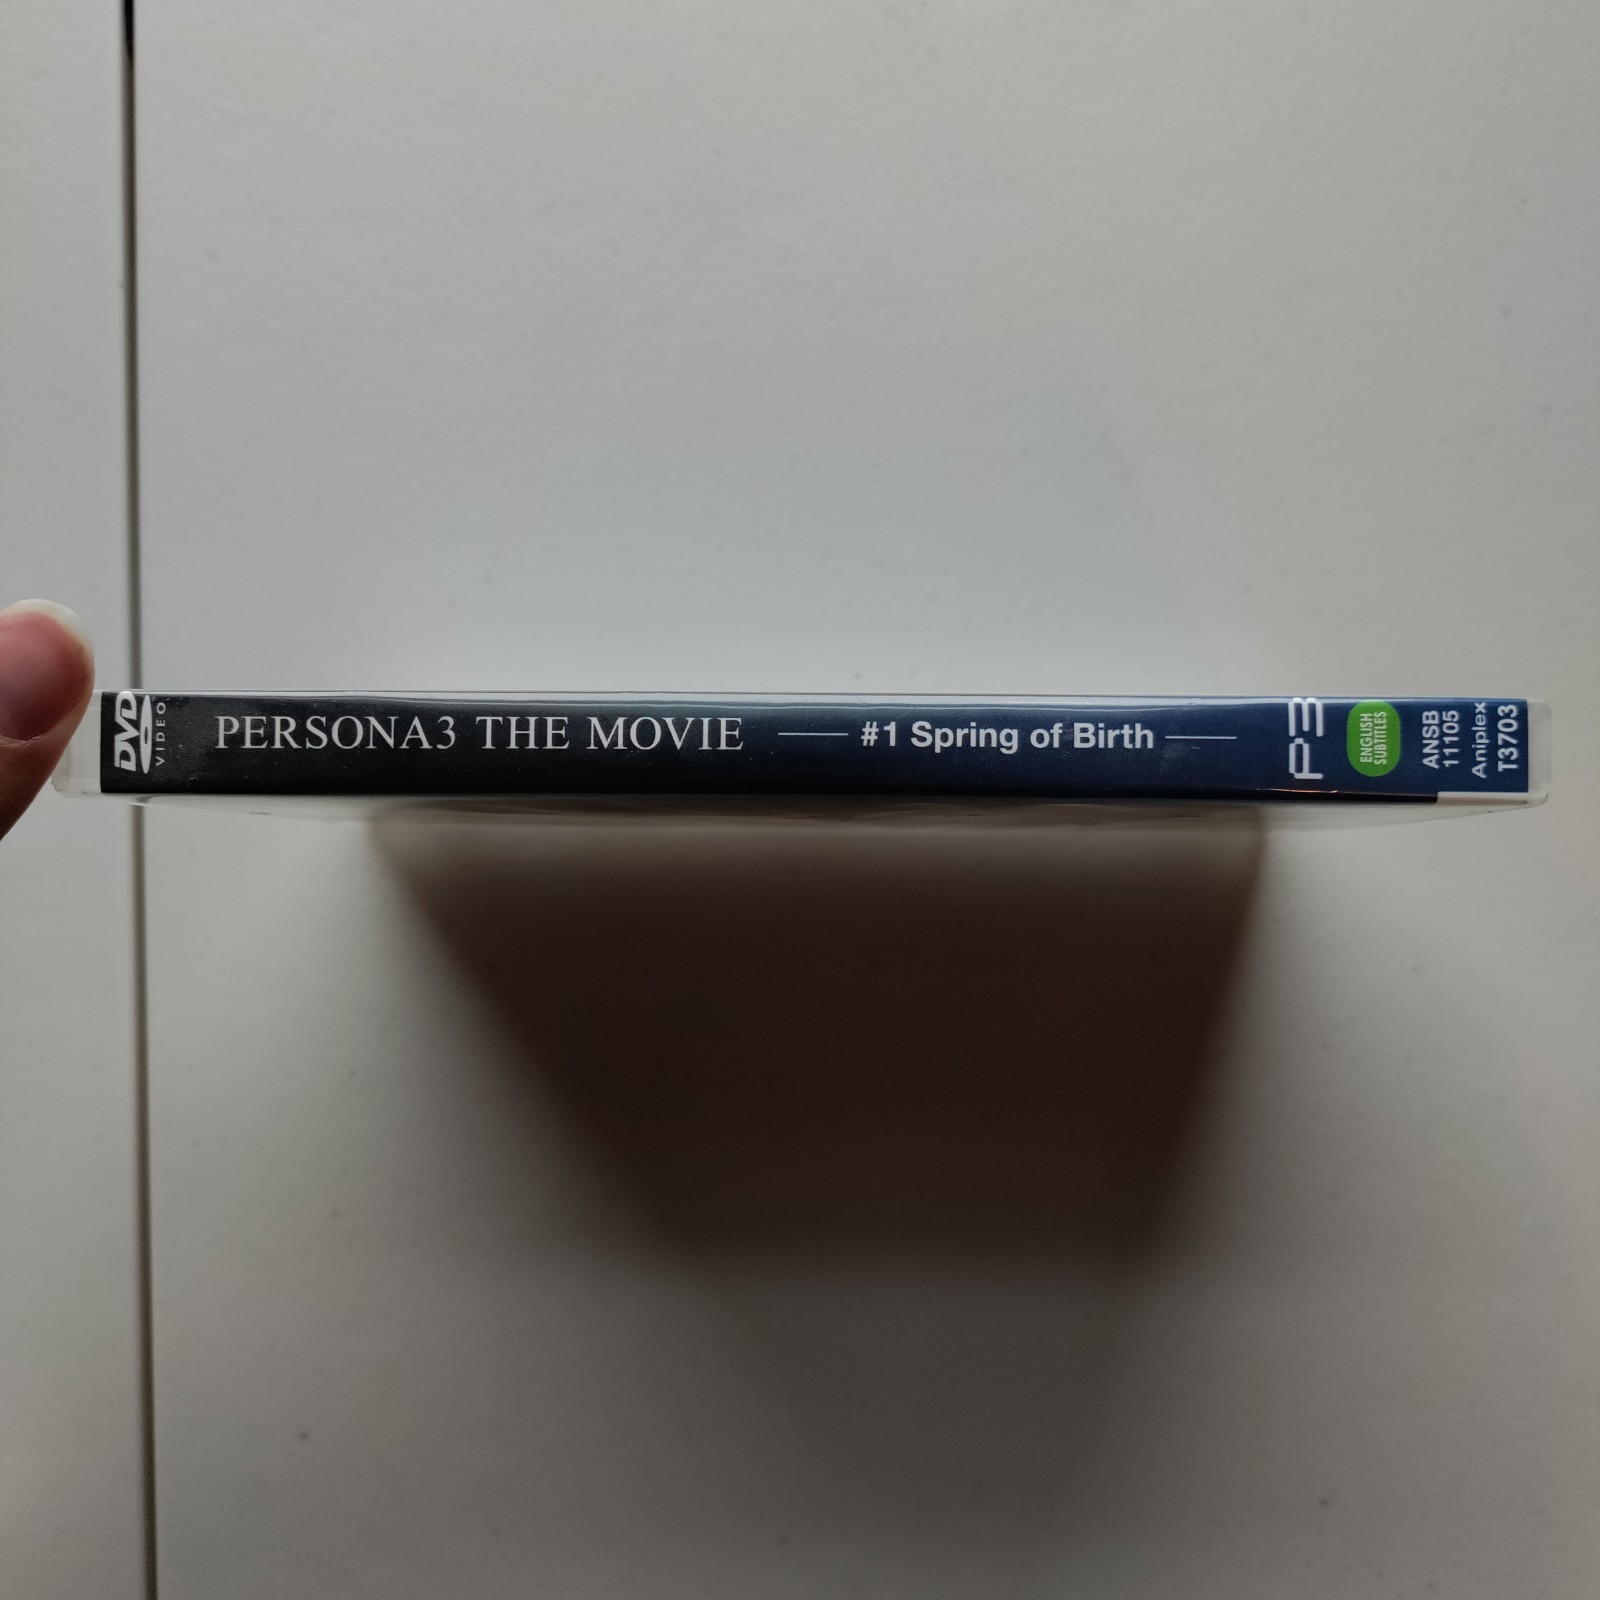 DVD
VIDEO
PERSONA3 THE MOVIE
#1 Spring of Birth
P3
ENGLISH
SUBTITLES
ANSB
11105
Aniplex
T3703